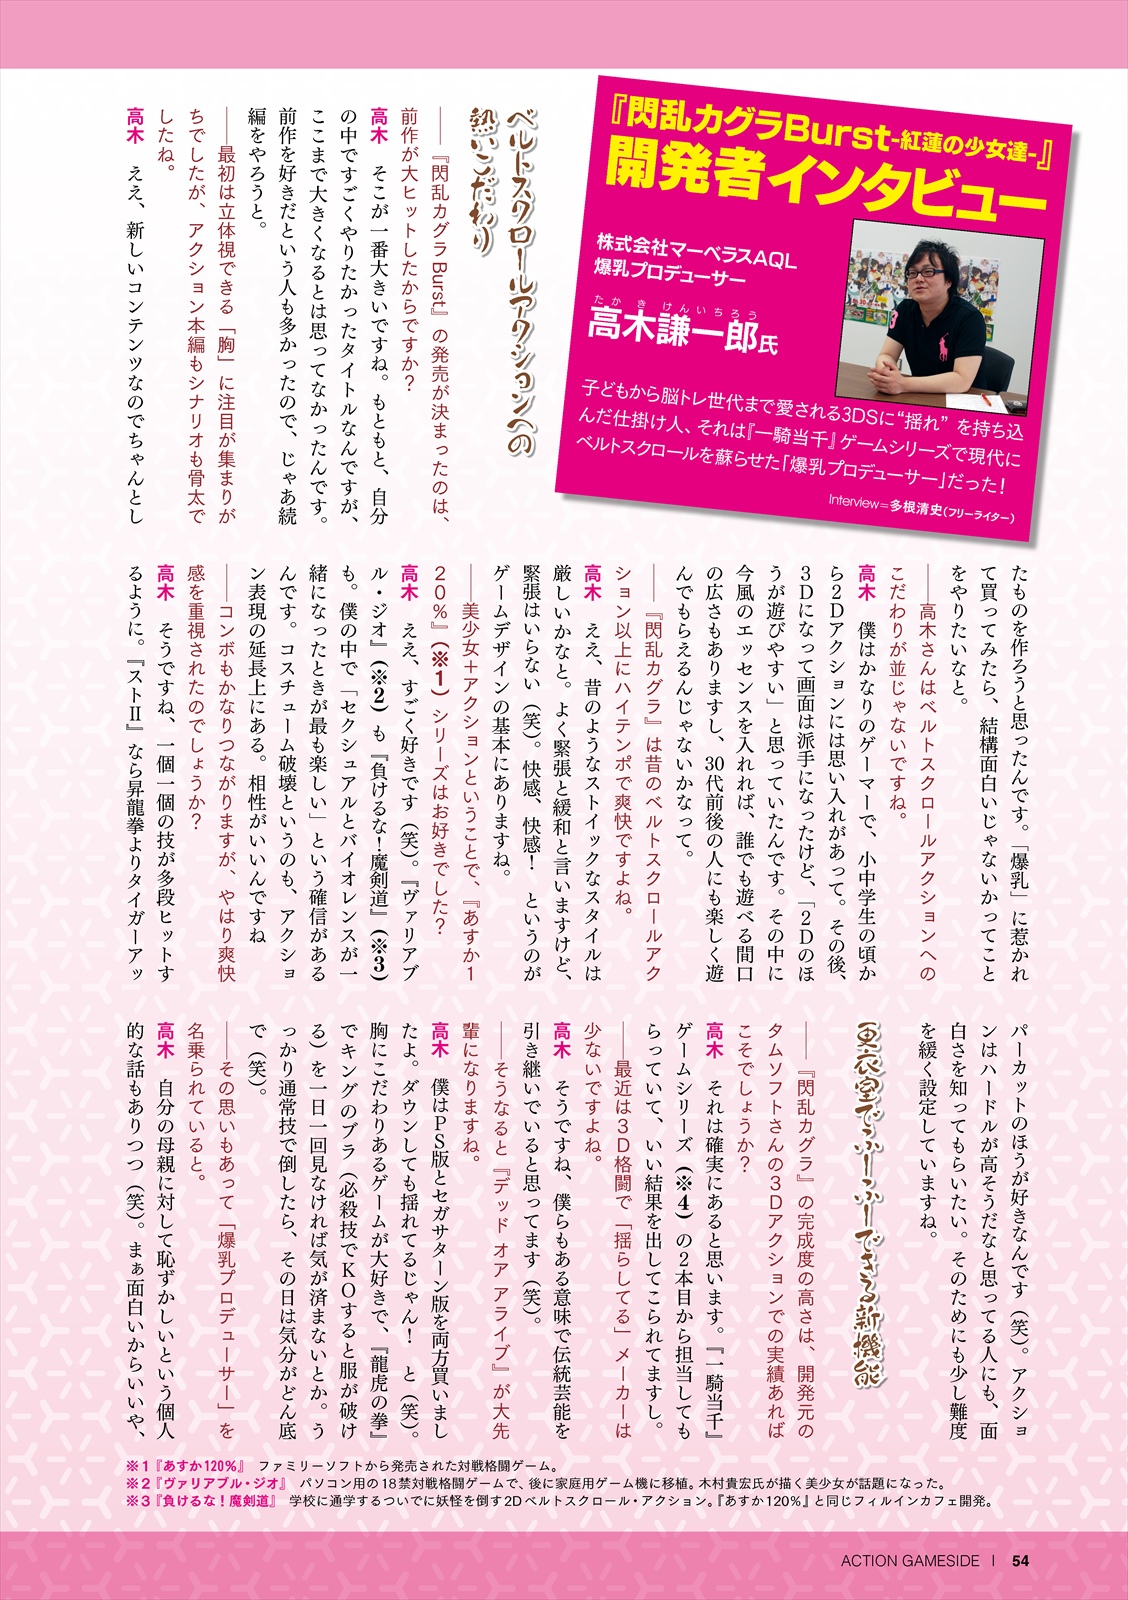 『閃乱カグラBurst-紅蓮の少女達-』
開発者インタビュー
株式会社マーベラスAQL
爆乳プロデューサー
たかきけんいちろう
高木謙一郎氏
子どもから脳トレ世代まで愛される3DSに“揺れ”を持ち込
んだ仕掛け人、それは『一騎当千』ゲームシリーズで現代に
ベルトスクロールを蘇らせた「爆乳プロデューサー」だった！
Interview＝多根清史（フリーライター）
ベルトスクロールアクションへの
熱いこだわり
――『閃乱カグラBurst』の発売が決まったのは、
前作が大ヒットしたからですか？
高木　そこが一番大きいですね。もともと、自分
の中ですごくやりたかったタイトルなんですが、
ここまで大きくなるとは思ってなかったんです。
前作を好きだという人も多かったので、じゃあ続
編をやろうと。
――最初は立体視できる「胸」に注目が集まりが
ちでしたが、アクション本編もシナリオも骨太で
したね。
高木　ええ、新しいコンテンツなのでちゃんとし
たものを作ろうと思ったんです。「爆乳」に惹かれ
て買ってみたら、結構面白いじゃないかってこと
をやりたいなと。
――高木さんはベルトスクロールアクションへの
こだわりが並じゃないですね。
高木　僕はかなりのゲーマーで、小中学生の頃か
ら2Dアクションには思い入れがあって。その後、
3Dになって画面は派手になったけど、「2Dのほ
うが遊びやすい」と思っていたんです。その中に
今風のエッセンスを入れれば、誰でも遊べる間口
の広さもありますし、30代前後の人にも楽しく遊
んでもらえるんじゃないかなって。
――『閃乱カグラ』は昔のベルトスクロールアク
ション以上にハイテンポで爽快ですよね。
高木　ええ、昔のようなストイックなスタイルは
厳しいかなと。よく緊張と緩和と言いますけど、
緊張はいらない（笑）。快感、快感！　というのが
ゲームデザインの基本にありますね。
――美少女＋アクションということで、『あすか1
20％』（※1）シリーズはお好きでした？
高木　ええ、すごく好きです（笑）。『ヴァリアブ
ル・ジオ』（※2）も『負けるな！魔剣道』（※3）
も。僕の中で「セクシュアルとバイオレンスが一
緒になったときが最も楽しい」という確信がある
んです。コスチューム破壊というのも、アクショ
ン表現の延長上にある。相性がいいんですね
――コンボもかなりつながりますが、やはり爽快
感を重視されたのでしょうか？
高木　そうですね、一個一個の技が多段ヒットす
るように。『ストⅡ』なら昇龍拳よりタイガーアッ
パーカットのほうが好きなんです（笑）。アクショ
ンはハードルが高そうだなと思ってる人にも、面
白さを知ってもらいたい。そのためにも少し難度
を緩く設定していますね。
更衣室でふーふーできる新機能
――『閃乱カグラ』の完成度の高さは、開発元の
タムソフトさんの3Dアクションでの実績あれば
こそでしょうか？
高木　それは確実にあると思います。『一騎当千』
ゲームシリーズ（※4）の2本目から担当しても
らっていて、いい結果を出してこられてますし。
――最近は3D格闘で「揺らしてる」メーカーは
少ないですよね。
高木　そうですね、僕らもある意味で伝統芸能を
引き継いでいると思ってます（笑）。
――そうなると『デッド オア アライブ』が大先
輩になりますね。
高木　僕はPS版とセガサターン版を両方買いまし
たよ。ダウンしても揺れてるじゃん！　と（笑）。
胸にこだわりあるゲームが大好きで、『龍虎の拳』
でキングのブラ（必殺技でKOすると服が破け
る）を一日一回見なければ気が済まないとか。う
っかり通常技で倒したら、その日は気分がどん底
で（笑）。
――その思いもあって「爆乳プロデューサー」を
名乗られていると。
高木　自分の母親に対して恥ずかしいという個人
的な話もありつつ（笑）。まぁ面白いからいいや、
※1『あすか120％』　ファミリーソフトから発売された対戦格闘ゲーム。
※2『ヴァリアブル・ジオ』　パソコン用の18禁対戦格闘ゲームで、後に家庭用ゲーム機に移植。木村貴宏氏が描く美少女が話題になった。
※3『負けるな！魔剣道』　学校に通学するついでに妖怪を倒す2Dベルトスクロール・アクション。『あすか120％』と同じフィルインカフェ開発。
ACTION GAMESIDE | 54